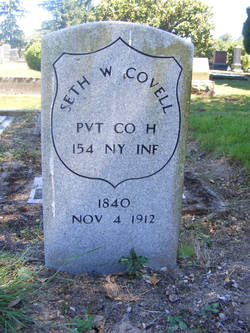 SETH W COVELL
PVT CO H
154 NY INF
1840
NOV 4 1912